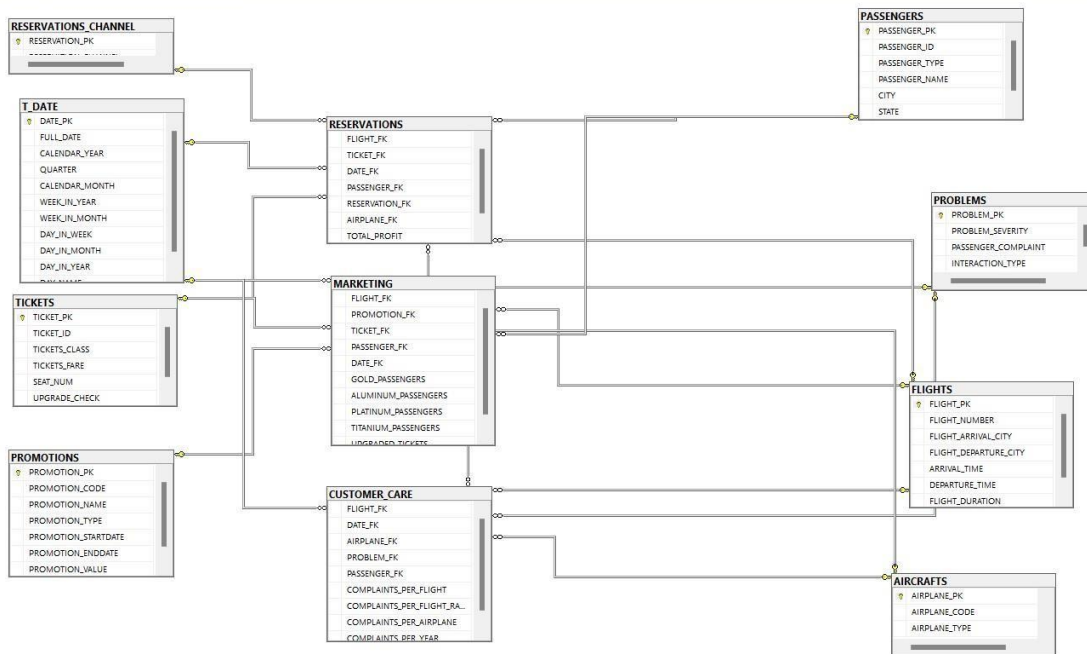 RESERVATIONS_CHANNEL
RESERVATION_PK
T_DATE
DATE_PK
FULL_DATE
CALENDAR_YEAR
QUARTER
CALENDAR_MONTH
WEEK_IN_YEAR
WEEK_IN_MONTH
DAY_IN_WEEK
DAY_IN_MONTH
DAY_IN_YEAR
DAY_NAME
TICKETS
TICKET_PK
TICKET_ID
TICKETS_CLASS
TICKETS_FARE
SEAT_NUM
UPGRADE_CHECK
PROMOTIONS
PROMOTION_PK
PROMOTION_CODE
PROMOTION_NAME
PROMOTION_TYPE
PROMOTION_STARTDATE
PROMOTION_ENDDATE
PROMOTION_VALUE
RESERVATIONS
FLIGHT_FK
TICKET_FK
DATE_FK
PASSENGER_FK
RESERVATION_FK
AIRPLANE_FK
TOTAL_PROFIT
MARKETING
FLIGHT_FK
PROMOTION_FK
TICKET_FK
PASSENGER_FK
DATE_FK
GOLD_PASSENGERS
ALUMINUM_PASSENGERS
PLATINUM_PASSENGERS
TITANIUM_PASSENGERS
UPGRADED_TICKETS
CUSTOMER_CARE
FLIGHT_FK
DATE_FK
AIRPLANE_FK
PROBLEM_FK
PASSENGER_FK
COMPLAINTS_PER_FLIGHT
COMPLAINTS_PER_FLIGHT_RA...
COMPLAINTS_PER_AIRPLANE
COMPLAINTS_PER_YEAR
PASSENGERS
PASSENGER_PK
PASSENGER_ID
PASSENGER_TYPE
PASSENGER_NAME
CITY
STATE
PROBLEMS
PROBLEM_PK
PROBLEM_SEVERITY
PASSENGER_COMPLAINT
INTERACTION_TYPE
FLIGHTS
FLIGHT_PK
FLIGHT_NUMBER
FLIGHT_ARRIVAL_CITY
FLIGHT_DEPARTURE_CITY
ARRIVAL_TIME
DEPARTURE_TIME
FLIGHT_DURATION
AIRCRAFTS
AIRPLANE_PK
AIRPLANE_CODE
AIRPLANE_TYPE